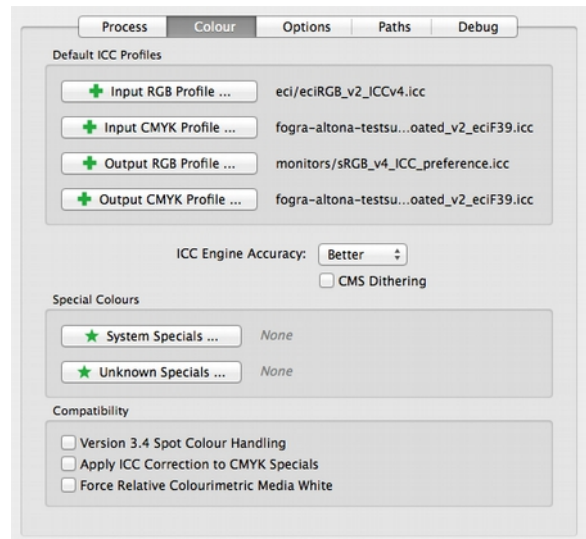 Process Colour Options Paths Debug
Default ICC Profiles
Input RGB Profile ... eci/eciRGB_v2_ICCv4.icc
Input CMYK Profile ... fogra-altona-testsu...oated_v2_eciF39.icc
Output RGB Profile ... monitors/sRGB_v4_ICC_preference.icc
Output CMYK Profile ... fogra-altona-testsu...oated_v2_eciF39.icc
ICC Engine Accuracy: Better
CMS Dithering
Special Colours
System Specials ... None
Unknown Specials ... None
Compatibility
Version 3.4 Spot Colour Handling
Apply ICC Correction to CMYK Specials
Force Relative Colourimetric Media White